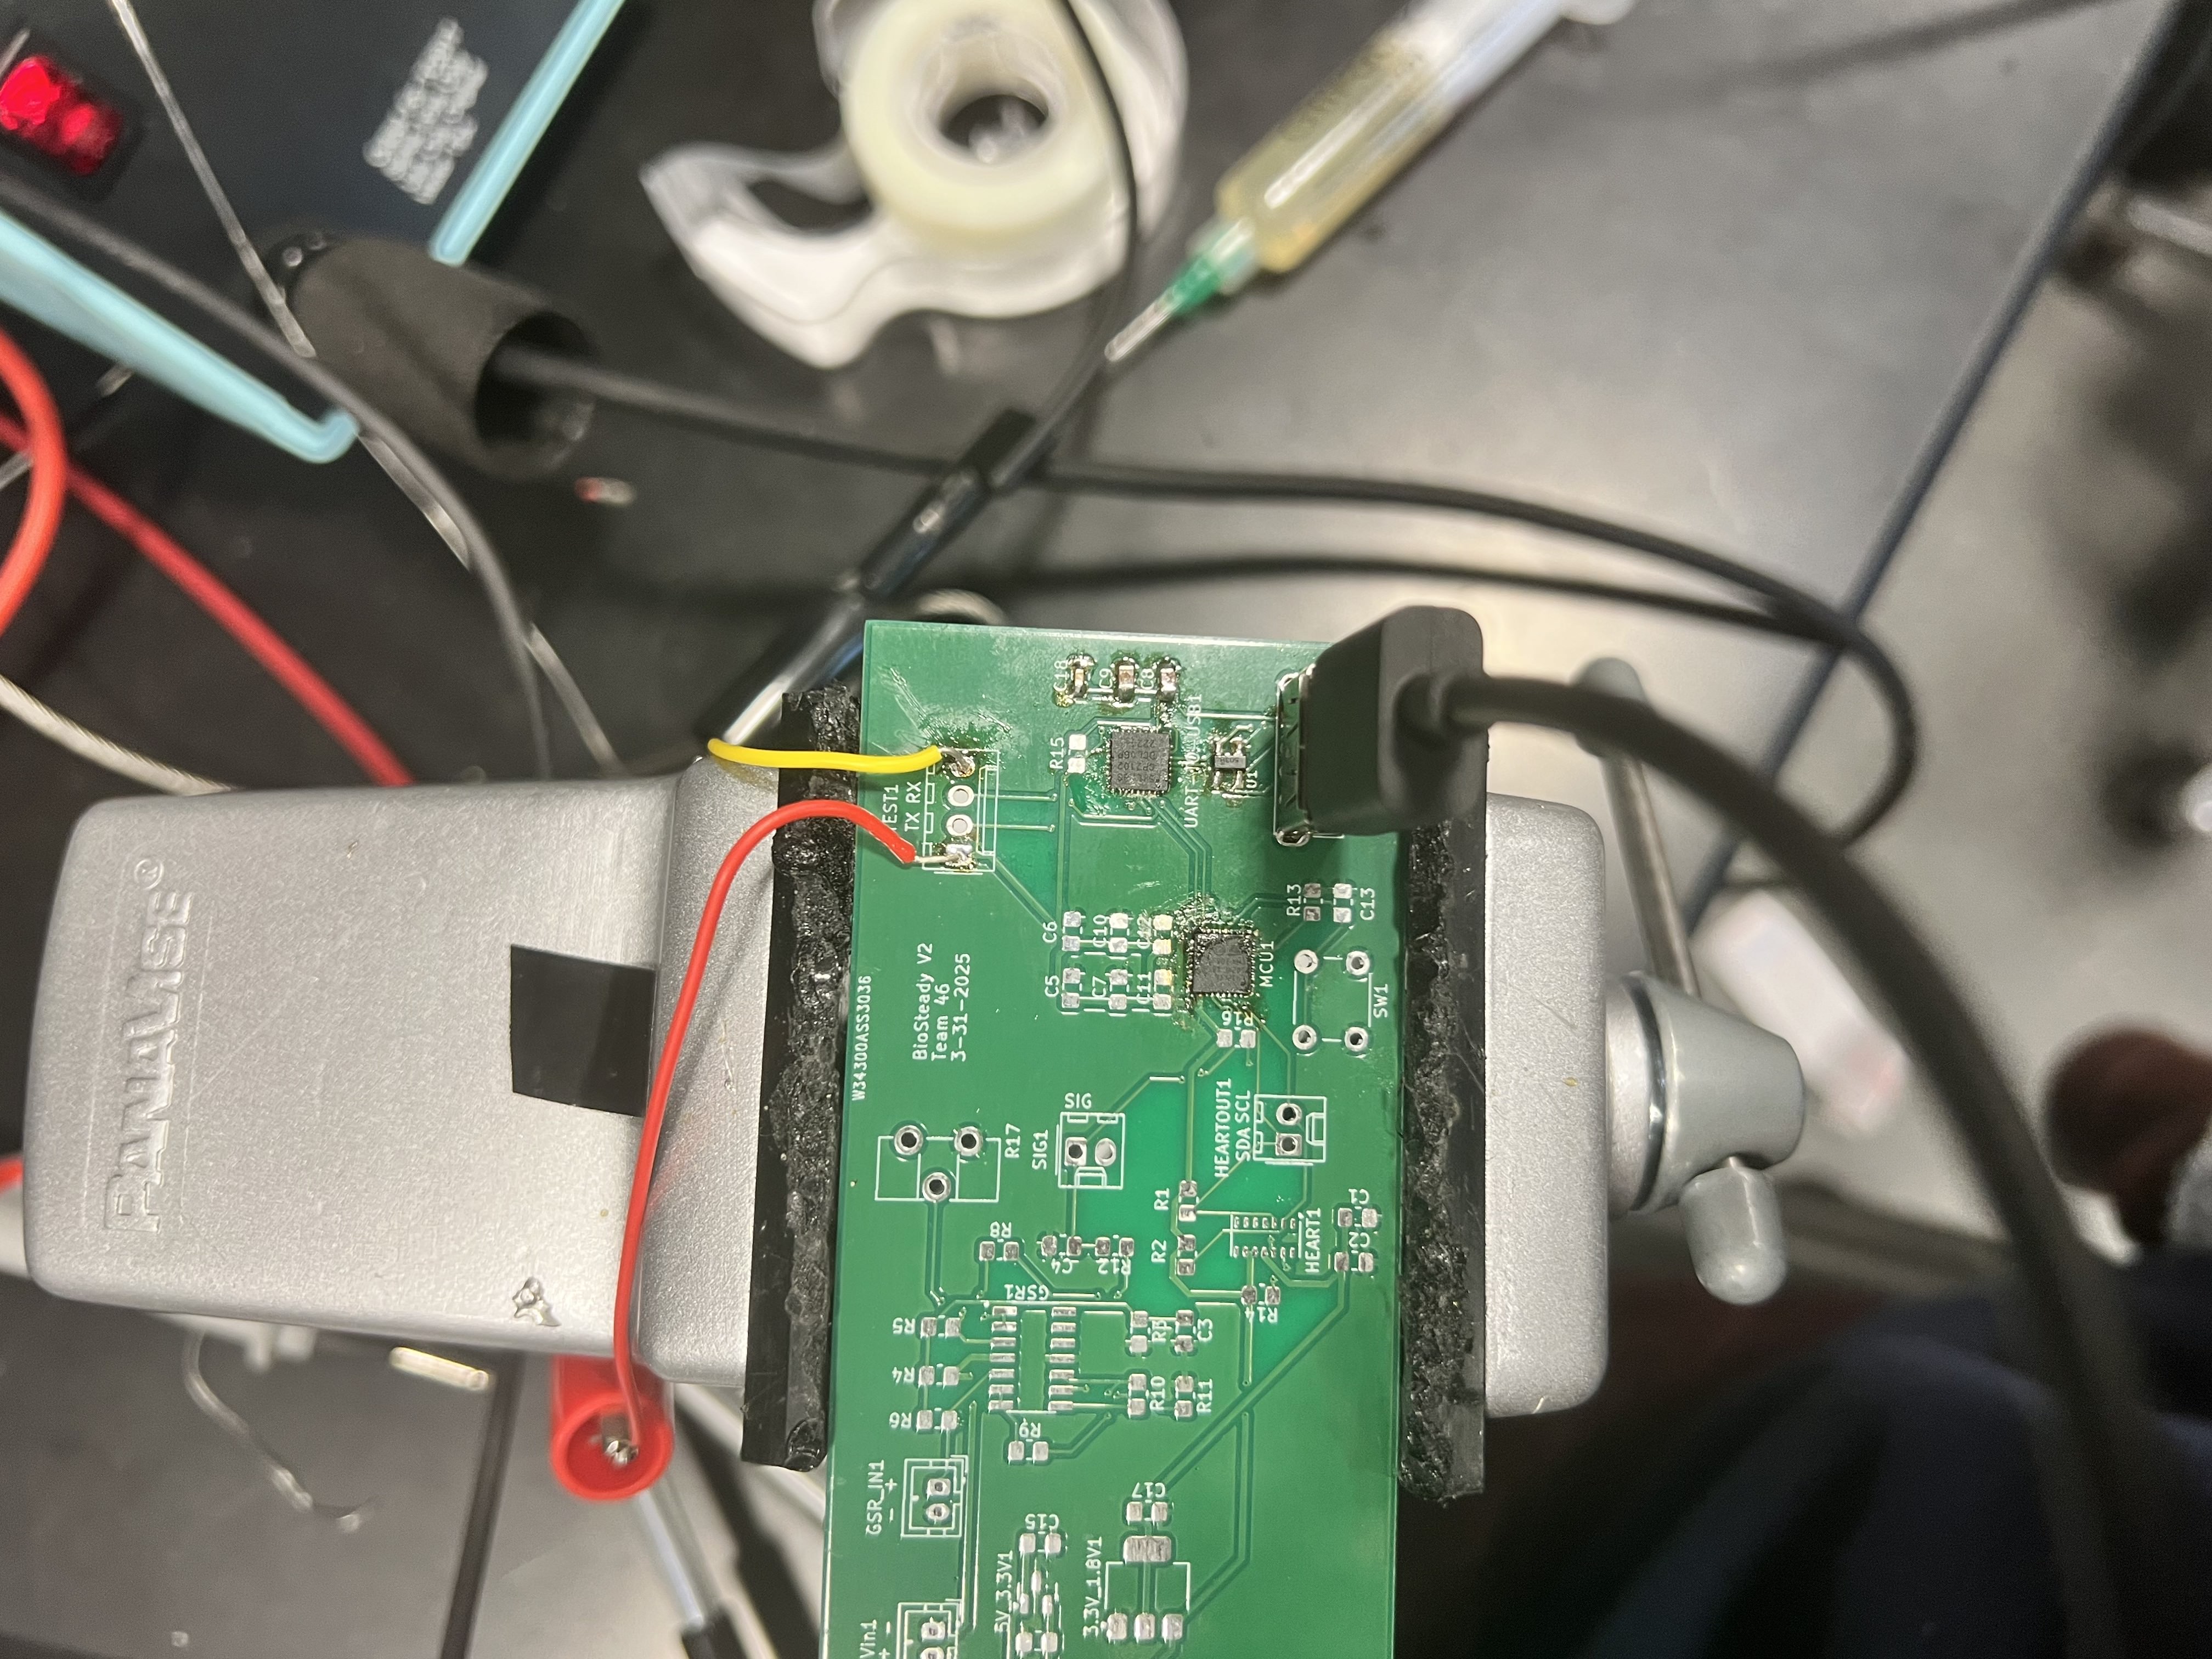 PANAVISE®
W34300ASS3036
Vin1
+ -
GSR_IN1
- +
R6
R4
R5
BioSteady V2
Team 46
3-31-2025
TEST1
TX RX
R17
R8
5V_3.3V1
C15
R9
GSR1
SIG1
SIG
C4
R12
C5
C6
R15
C18
C7
C10
C9
C11
C12
C8
3.3V_1.8V1
C17
R10
R11
C3
R2
R1
UART_TO_USB1
HEARTOUT1
SDA SCL
R16
U1
MCU1
R14
HEART1
R13
C2
C1
SW1
C13